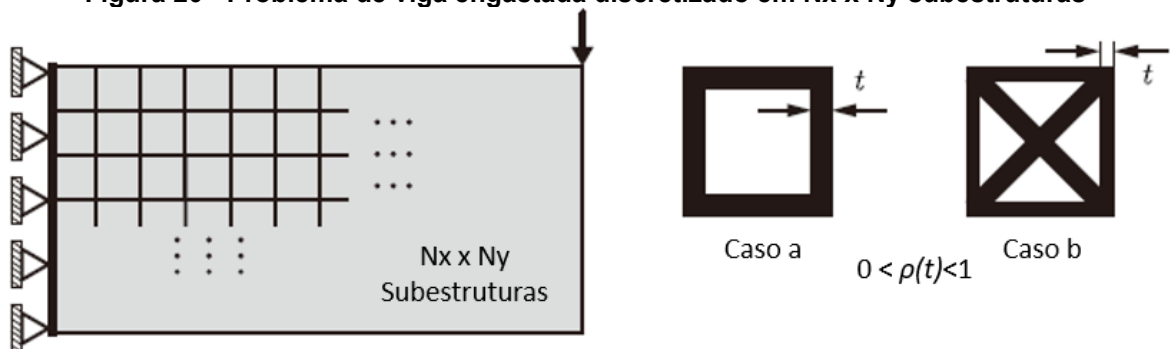 Figura 20 - Problema de viga engastada discretizado em Nx x Ny subestruturas
t
t
Nx x Ny
Subestruturas
Caso a
0 < ρ(t)<1
Caso b